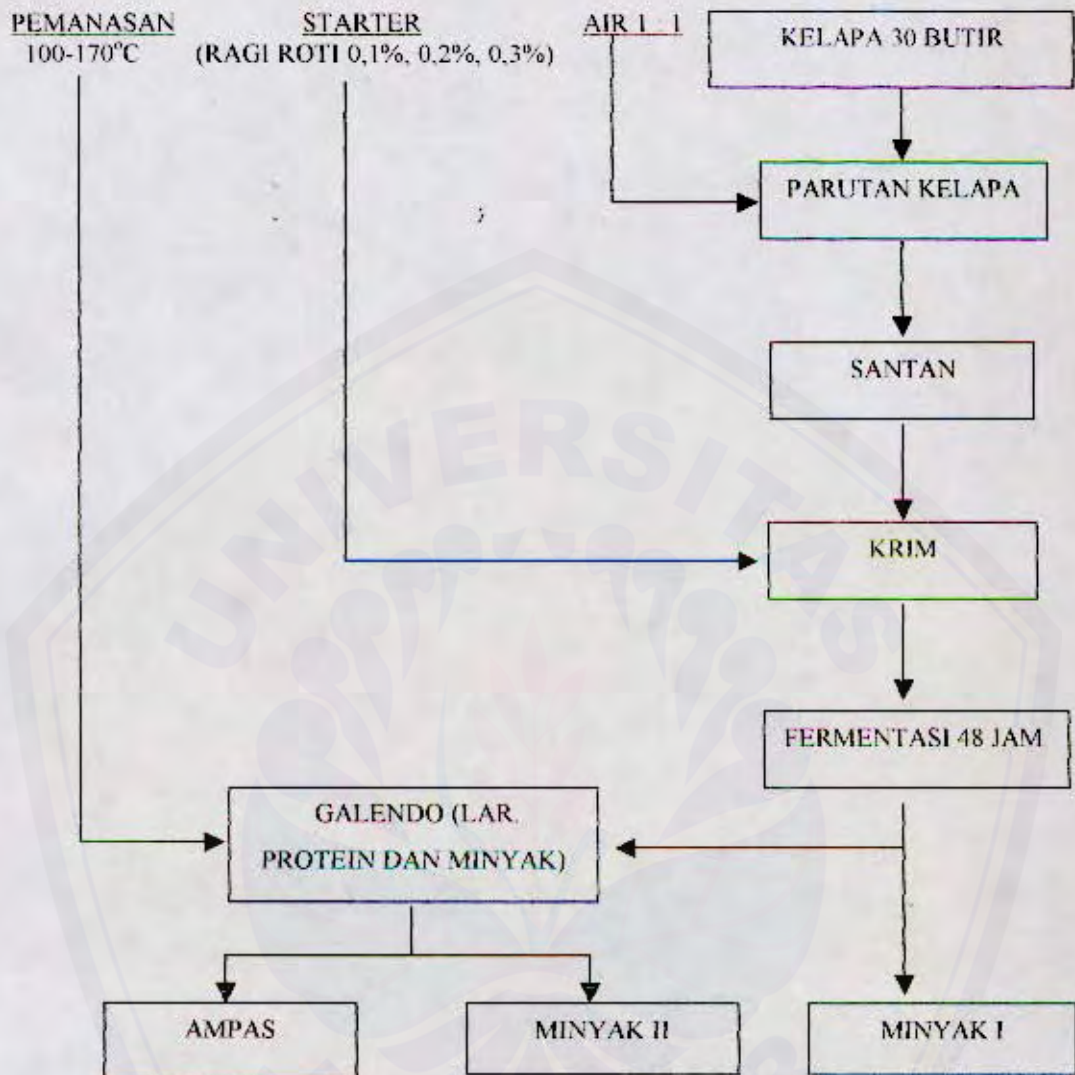 PEMANASAN
100-170°C
STARTER
(RAGI ROTI 0,1%, 0,2%, 0,3%)
AIR 1 : 1
KELAPA 30 BUTIR
PARUTAN KELAPA
SANTAN
KRIM
FERMENTASI 48 JAM
GALENDO (LAR.
PROTEIN DAN MINYAK)
AMPAS
MINYAK II
MINYAK I
UNIVERSITAS